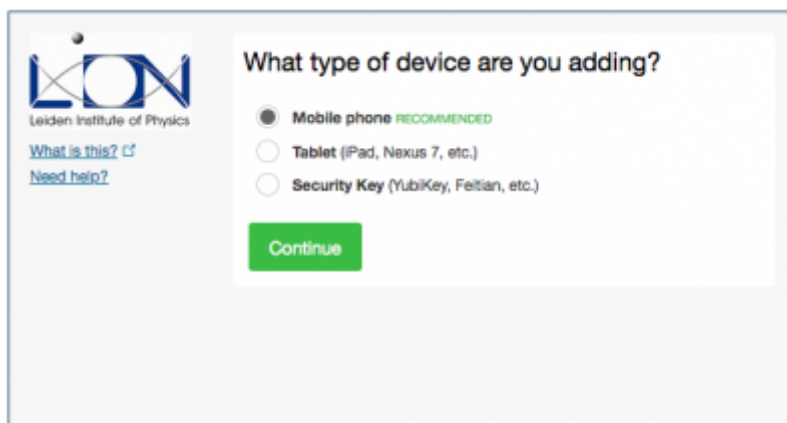 LION
Leiden Institute of Physics
What is this?
Need help?
What type of device are you adding?
Mobile phone RECOMMENDED
Tablet (iPad, Nexus 7, etc.)
Security Key (YubiKey, Feitian, etc.)
Continue